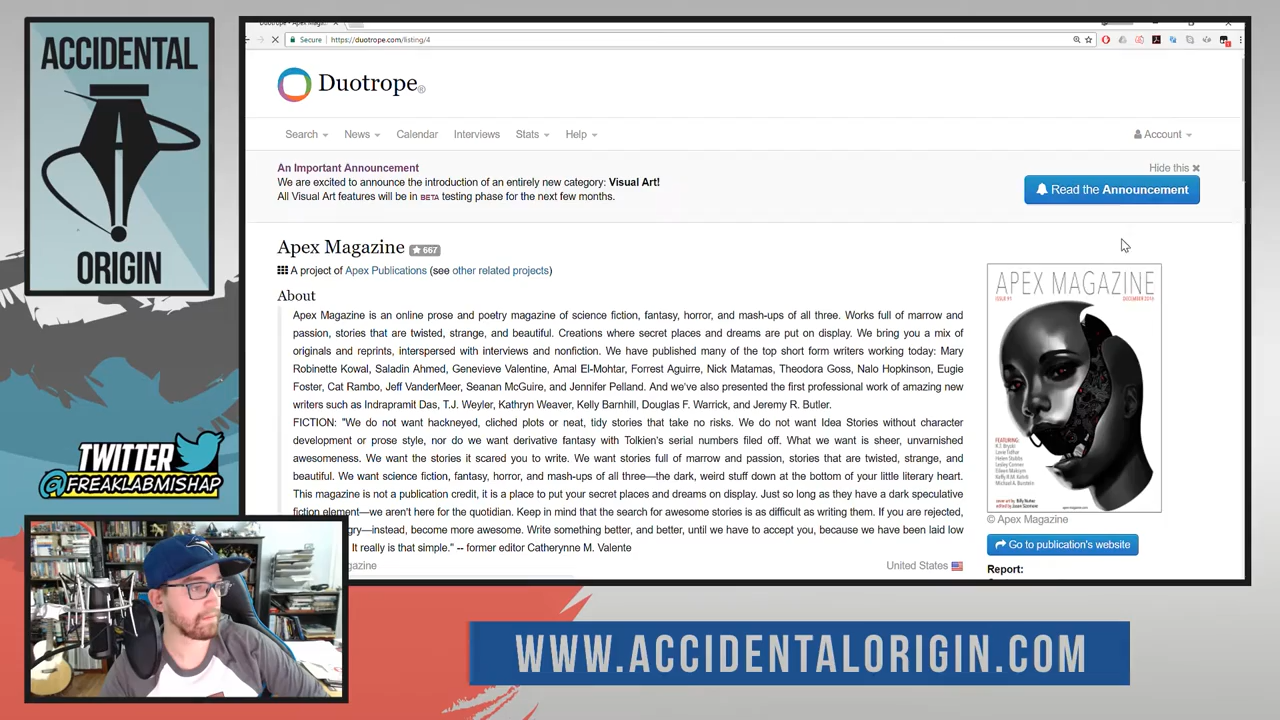 ACCIDENTAL
ORIGIN
TWITTER
@FREAKLABMISHAP
Duotrope - Apex Magaz
Secure https://duotrope.com/listing/4
Duotrope®
Search News Calendar Interviews Stats Help Account
An Important Announcement
Hide this ×
We are excited to announce the introduction of an entirely new category: Visual Art!
All Visual Art features will be in BETA testing phase for the next few months.
Read the Announcement
Apex Magazine ★ 667
A project of Apex Publications (see other related projects)
About
Apex Magazine is an online prose and poetry magazine of science fiction, fantasy, horror, and mash-ups of all three. Works full of marrow and
passion, stories that are twisted, strange, and beautiful. Creations where secret places and dreams are put on display. We bring you a mix of
originals and reprints, interspersed with interviews and nonfiction. We have published many of the top short form writers working today: Mary
Robinette Kowal, Saladin Ahmed, Genevieve Valentine, Amal El-Mohtar, Forrest Aguirre, Nick Matamas, Theodora Goss, Nalo Hopkinson, Eugie
Foster, Cat Rambo, Jeff VanderMeer, Seanan McGuire, and Jennifer Pelland. And we've also presented the first professional work of amazing new
writers such as Indrapramit Das, T.J. Weyler, Kathryn Weaver, Kelly Barnhill, Douglas F. Warrick, and Jeremy R. Butler.
FICTION: "We do not want hackneyed, cliched plots or neat, tidy stories that take no risks. We do not want Idea Stories without character
development or prose style, nor do we want derivative fantasy with Tolkien's serial numbers filed off. What we want is sheer, unvarnished
awesomeness. We want the stories it scared you to write. We want stories full of marrow and passion, stories that are twisted, strange, and
beautiful. We want science fiction, fantasy, horror, and mash-ups of all three—the dark, weird stuff down at the bottom of your little literary heart.
This magazine is not a publication credit, it is a place to put your secret places and dreams on display. Just so long as they have a dark speculative
fiction element—we aren't here for the quotidian. Keep in mind that the search for awesome stories is as difficult as writing them. If you are rejected,
ngry—instead, become more awesome. Write something better, and better, until we have to accept you, because we have been laid low
It really is that simple." -- former editor Catherynne M. Valente
gazine
United States
APEX MAGAZINE
ISSUE 91 DECEMBER 2016
FEATURING:
© Apex Magazine
Go to publication's website
Report:
WWW.ACCIDENTALORIGIN.COM